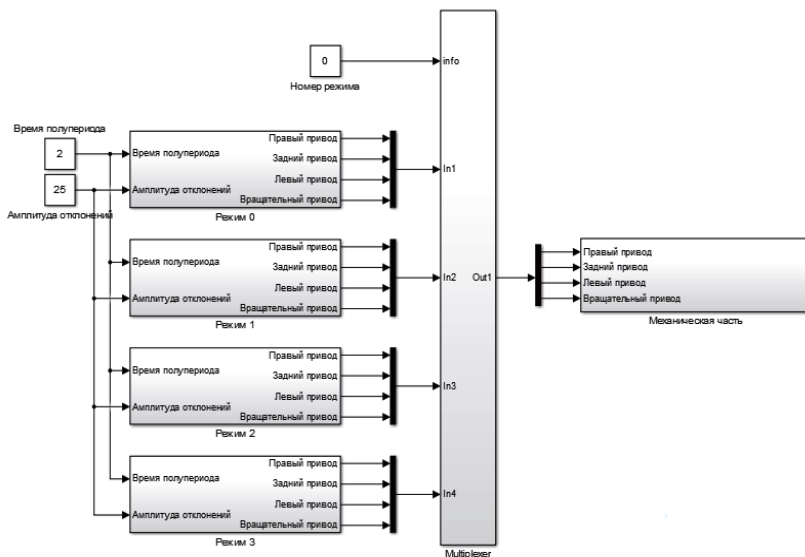 0
Номер режима
info
Время полупериода
2
25
Амплитуда отклонений
Время полупериода
Амплитуда отклонений
Правый привод
Задний привод
Левый привод
Вращательный привод
Режим 0
In1
Время полупериода
Амплитуда отклонений
Правый привод
Задний привод
Левый привод
Вращательный привод
Режим 1
In2
Out1
Правый привод
Задний привод
Левый привод
Вращательный привод
Механическая часть
Время полупериода
Амплитуда отклонений
Правый привод
Задний привод
Левый привод
Вращательный привод
Режим 2
In3
Время полупериода
Амплитуда отклонений
Правый привод
Задний привод
Левый привод
Вращательный привод
Режим 3
In4
Multiplexer